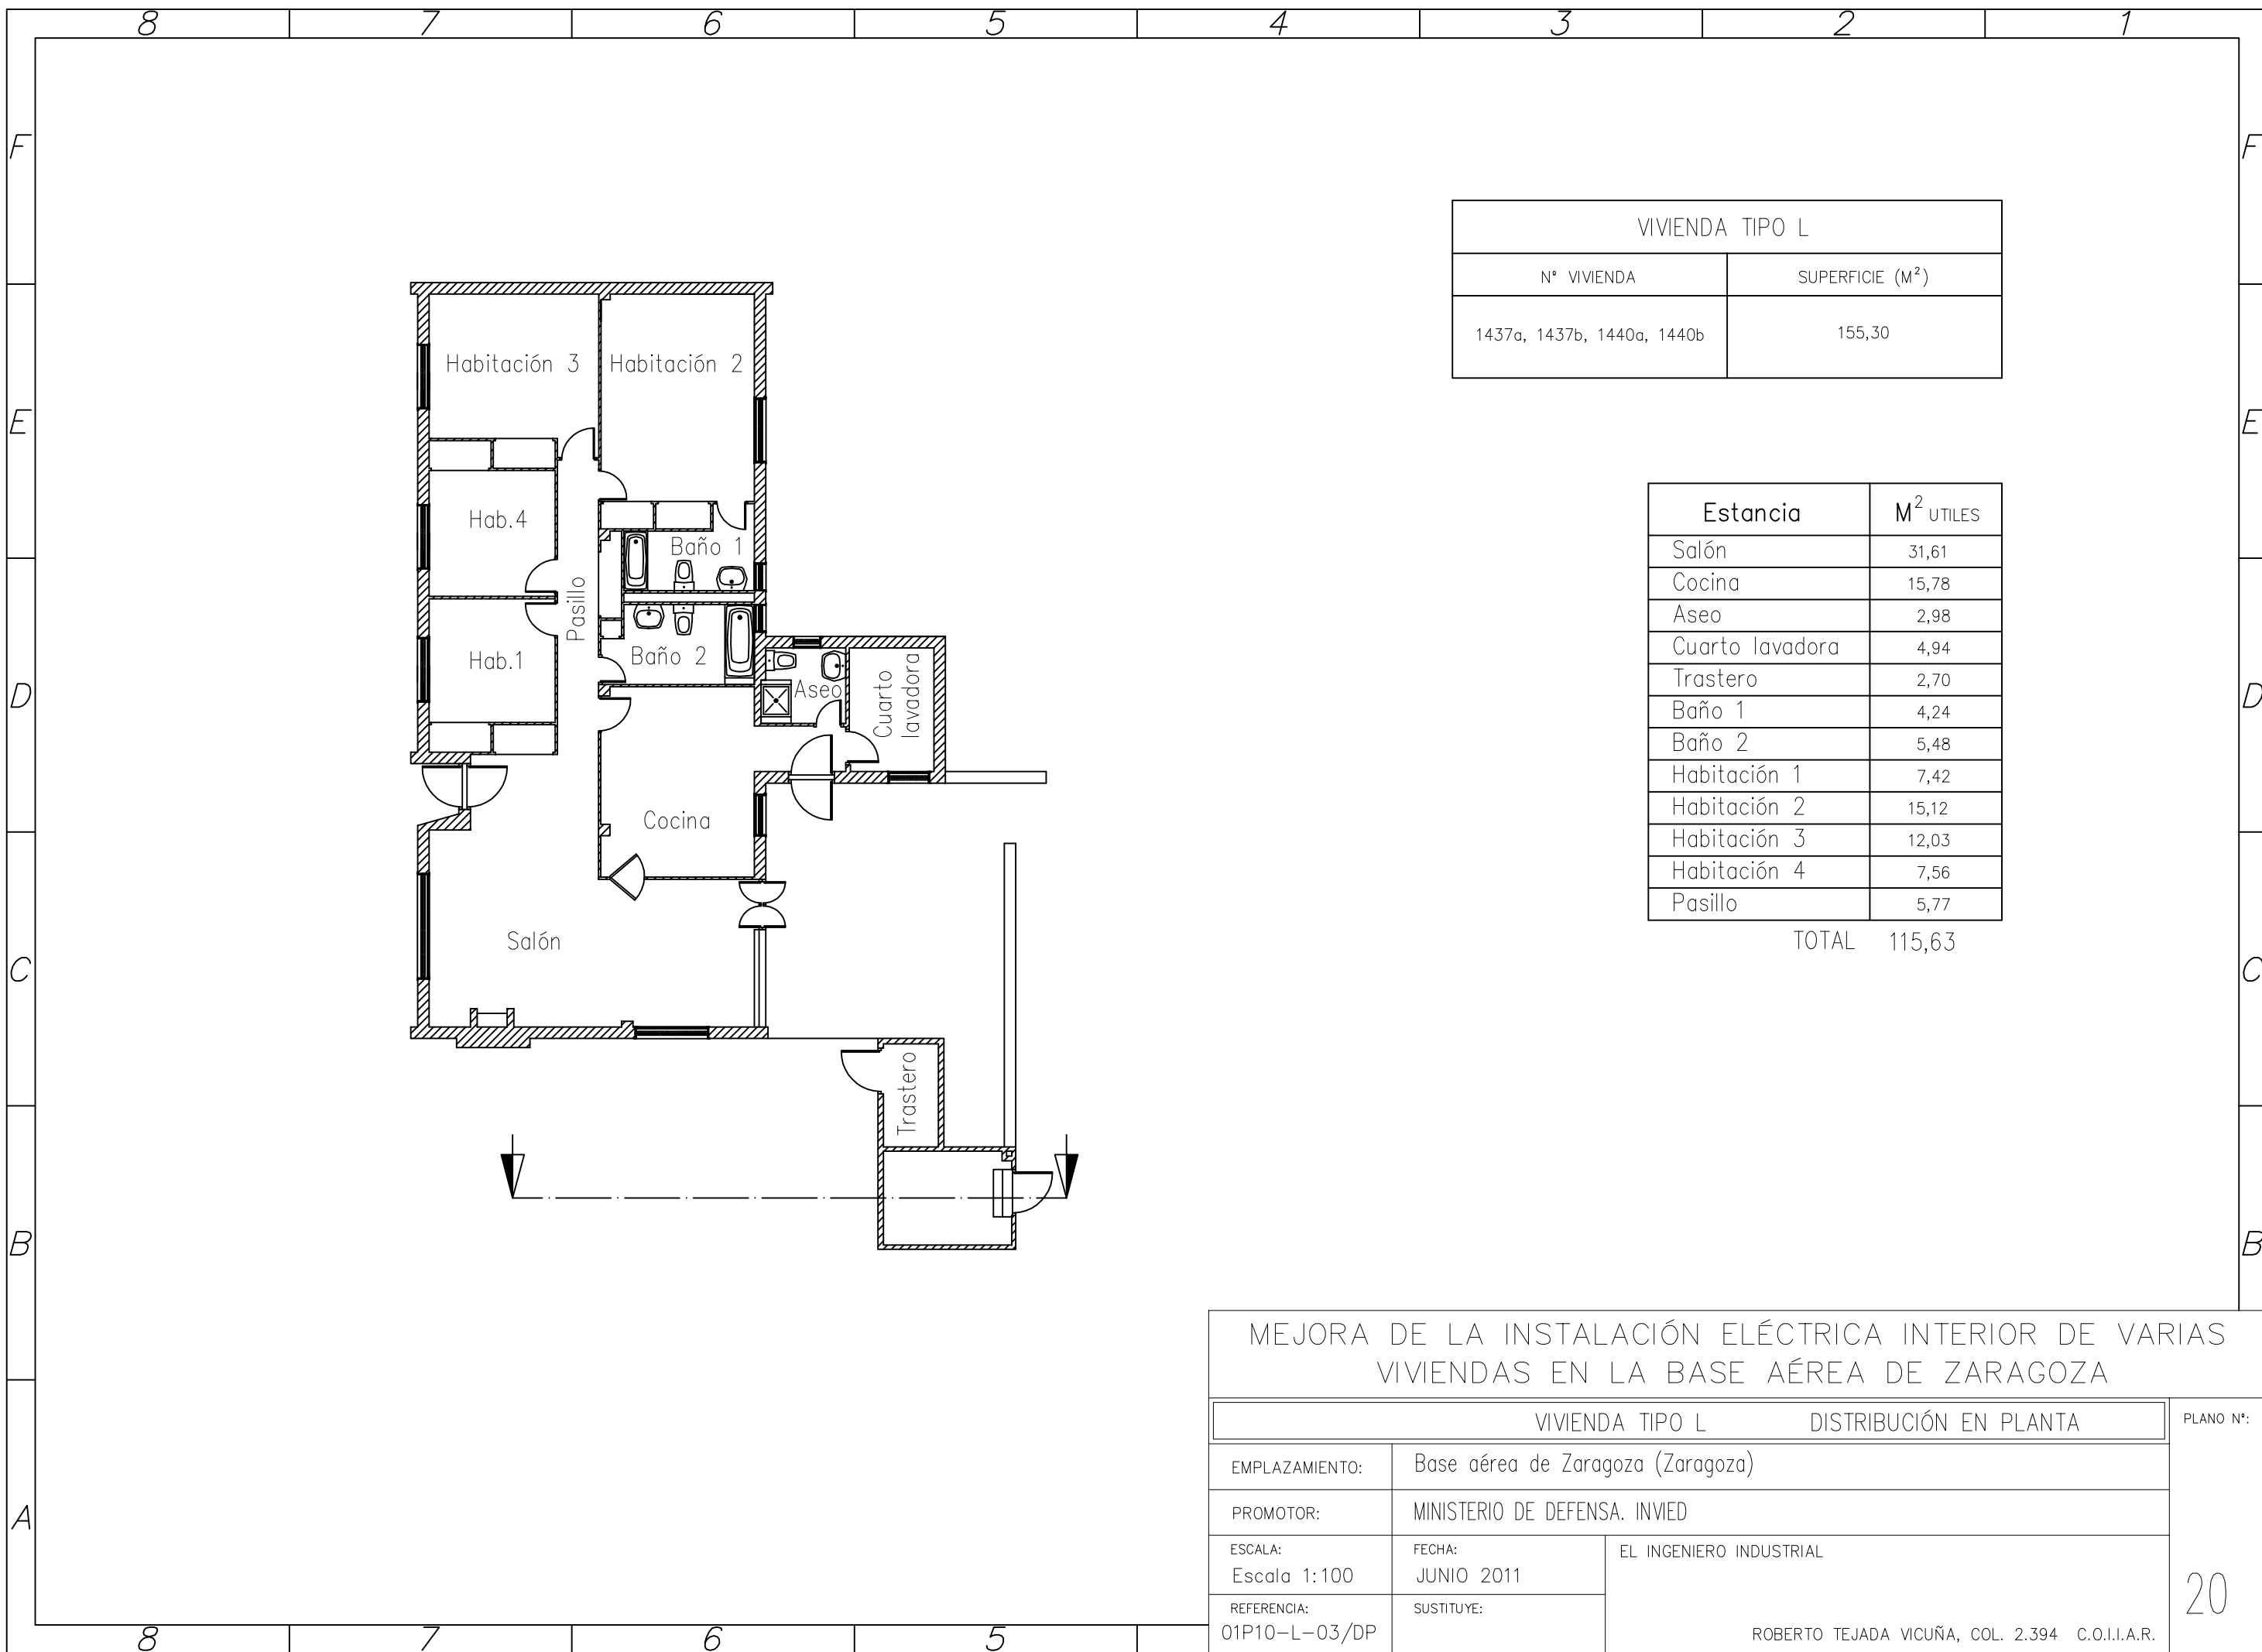 8 7 6 5 4 3 2 1
F F
VIVIENDA TIPO L
Nº VIVIENDA SUPERFICIE (M²)
1437a, 1437b, 1440a, 1440b 155,30
Habitación 3 Habitación 2
E E
Estancia M² UTILES
Salón 31,61
Cocina 15,78
Aseo 2,98
Cuarto lavadora 4,94
Trastero 2,70
Baño 1 4,24
Baño 2 5,48
Habitación 1 7,42
Habitación 2 15,12
Habitación 3 12,03
Habitación 4 7,56
Pasillo 5,77
TOTAL 115,63
Hab.4
Baño 1
Pasillo
Hab.1
Baño 2
Aseo
Cuarto
lavadora
D D
Cocina
Salón
C C
Trastero
B B
MEJORA DE LA INSTALACIÓN ELÉCTRICA INTERIOR DE VARIAS
VIVIENDAS EN LA BASE AÉREA DE ZARAGOZA
VIVIENDA TIPO L DISTRIBUCIÓN EN PLANTA
PLANO Nº:
20
EMPLAZAMIENTO: Base aérea de Zaragoza (Zaragoza)
PROMOTOR: MINISTERIO DE DEFENSA. INVIED
A
ESCALA:
Escala 1:100
FECHA:
JUNIO 2011
EL INGENIERO INDUSTRIAL
REFERENCIA:
01P10-L-03/DP
SUSTITUYE:
ROBERTO TEJADA VICUÑA, COL. 2.394 C.O.I.I.A.R.
8 7 6 5